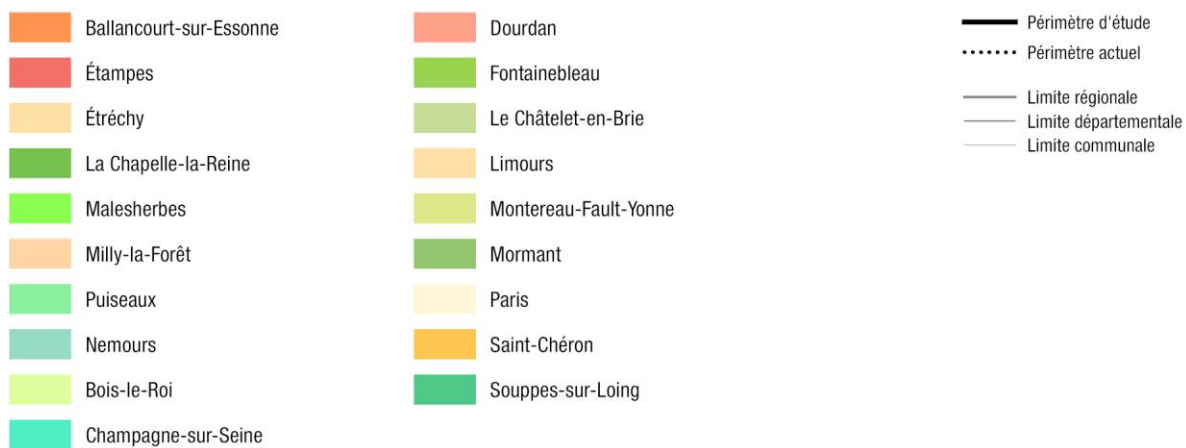 Ballancourt-sur-Essonne
Étampes
Étréchy
La Chapelle-la-Reine
Malesherbes
Milly-la-Forêt
Puiseaux
Nemours
Bois-le-Roi
Champagne-sur-Seine
Dourdan
Fontainebleau
Le Châtelet-en-Brie
Limours
Montereau-Fault-Yonne
Mormant
Paris
Saint-Chéron
Souppes-sur-Loing
Périmètre d'étude
Périmètre actuel
Limite régionale
Limite départementale
Limite communale